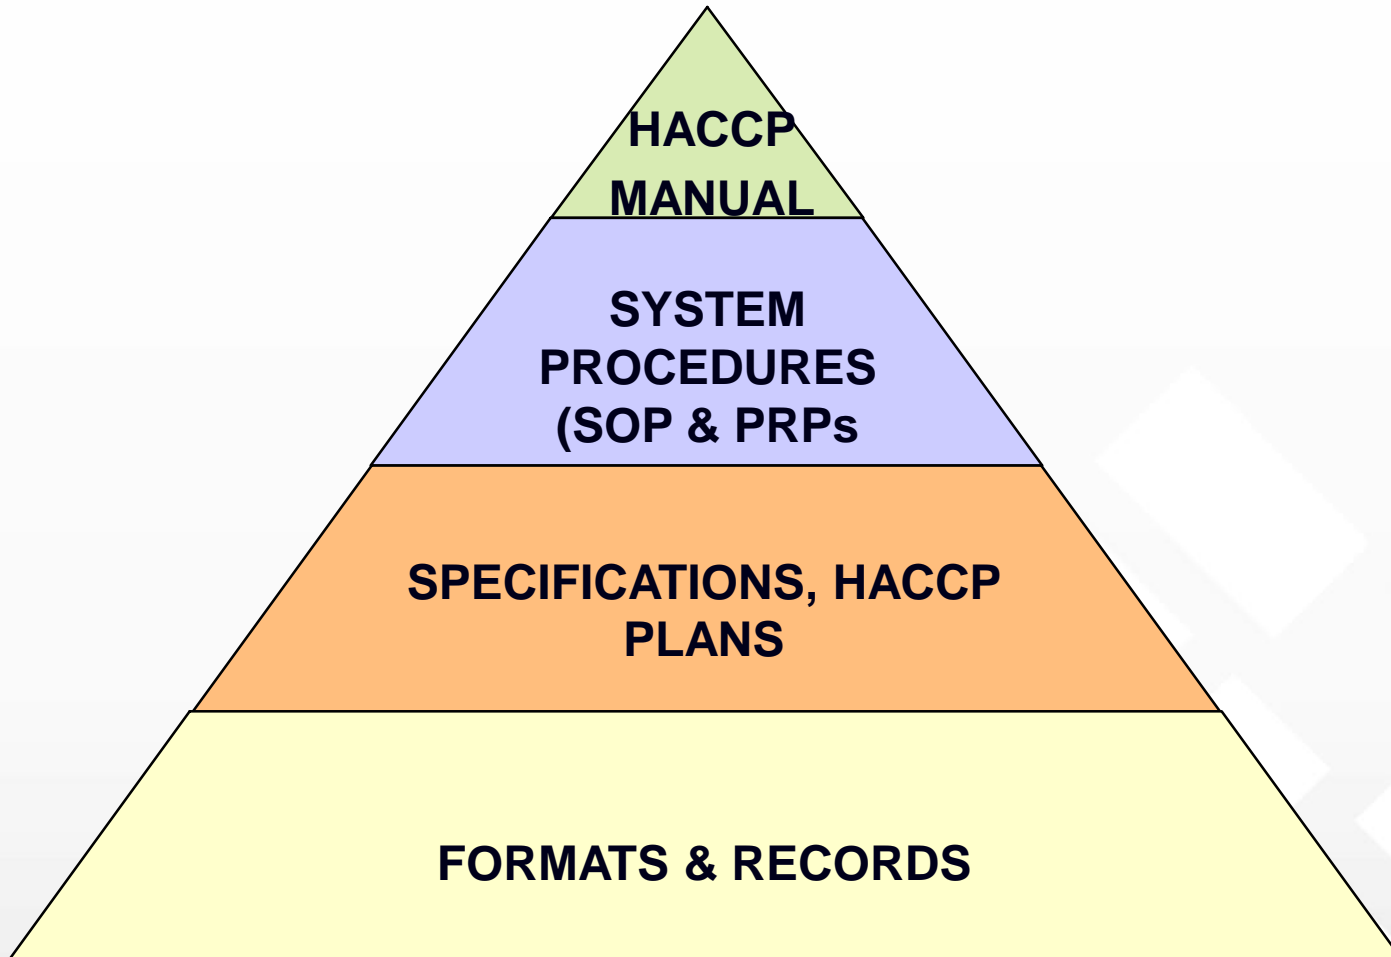 HACCP
MANUAL
SYSTEM
PROCEDURES
(SOP & PRPs
SPECIFICATIONS, HACCP
PLANS
FORMATS & RECORDS